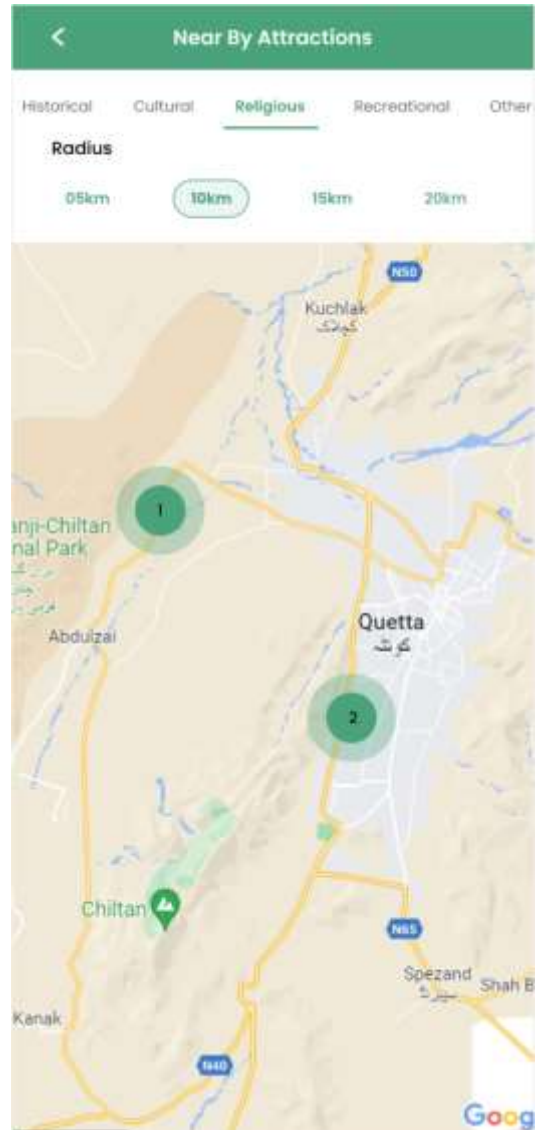 Near By Attractions
Historical Cultural Religious Recreational Other
Radius
05km 10km 15km 20km
N50
Kuchlak
کچلاک
1
anji-Chiltan
nal Park
Abdulzai
Quetta
کوئٹہ
2
Chiltan
N65
Spezand
Shah B
Kanak
N40
Goog